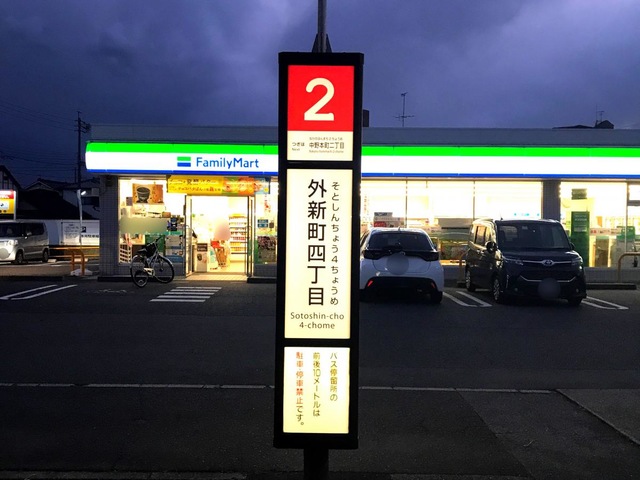 2
つぎは
Next
中野本町二丁目
FamilyMart
外新町四丁目
そとしんちょう4ちょうめ
Sotoshin-cho
4-chome
バス停留所の
前後10メートルは
駐車・停車禁止です。